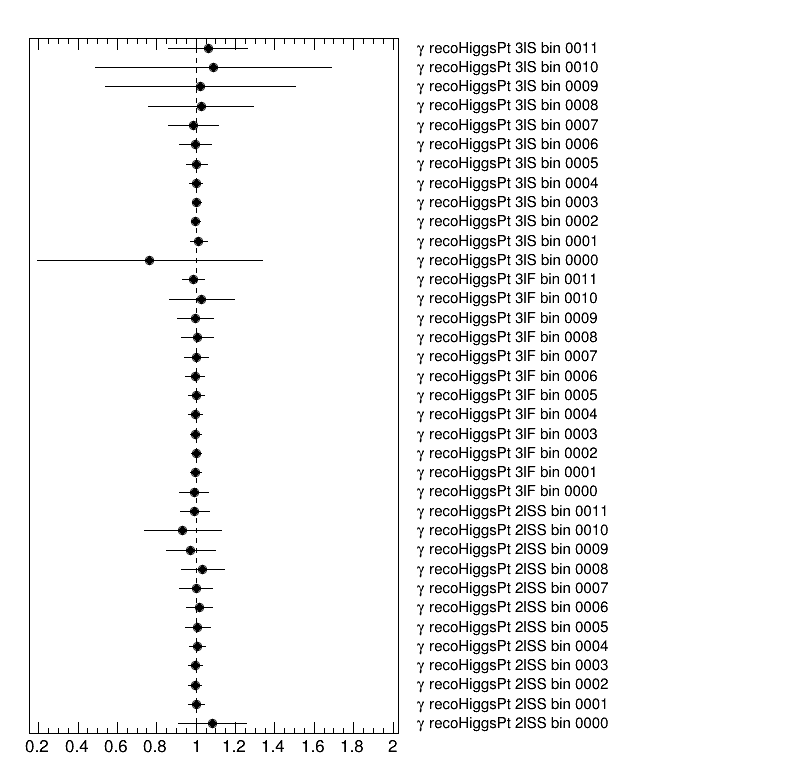 γ recoHiggsPt 3lS bin 0011
γ recoHiggsPt 3lS bin 0010
γ recoHiggsPt 3lS bin 0009
γ recoHiggsPt 3lS bin 0008
γ recoHiggsPt 3lS bin 0007
γ recoHiggsPt 3lS bin 0006
γ recoHiggsPt 3lS bin 0005
γ recoHiggsPt 3lS bin 0004
γ recoHiggsPt 3lS bin 0003
γ recoHiggsPt 3lS bin 0002
γ recoHiggsPt 3lS bin 0001
γ recoHiggsPt 3lS bin 0000
γ recoHiggsPt 3lF bin 0011
γ recoHiggsPt 3lF bin 0010
γ recoHiggsPt 3lF bin 0009
γ recoHiggsPt 3lF bin 0008
γ recoHiggsPt 3lF bin 0007
γ recoHiggsPt 3lF bin 0006
γ recoHiggsPt 3lF bin 0005
γ recoHiggsPt 3lF bin 0004
γ recoHiggsPt 3lF bin 0003
γ recoHiggsPt 3lF bin 0002
γ recoHiggsPt 3lF bin 0001
γ recoHiggsPt 3lF bin 0000
γ recoHiggsPt 2lSS bin 0011
γ recoHiggsPt 2lSS bin 0010
γ recoHiggsPt 2lSS bin 0009
γ recoHiggsPt 2lSS bin 0008
γ recoHiggsPt 2lSS bin 0007
γ recoHiggsPt 2lSS bin 0006
γ recoHiggsPt 2lSS bin 0005
γ recoHiggsPt 2lSS bin 0004
γ recoHiggsPt 2lSS bin 0003
γ recoHiggsPt 2lSS bin 0002
γ recoHiggsPt 2lSS bin 0001
γ recoHiggsPt 2lSS bin 0000
0.2 0.4 0.6 0.8 1 1.2 1.4 1.6 1.8 2